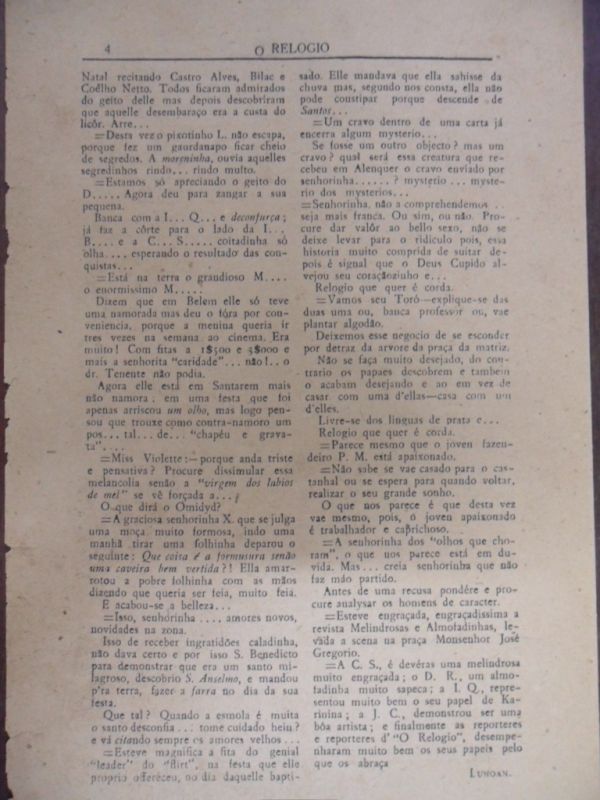 4
O RELOGIO
Natal recitando Castro Alves, Bilac e
Coêlho Netto. Todos ficaram admirados
do geito delle mas depois descobriram
que aquelle desembaraço era a custa do
licôr. Arre...
=Desta vez o pixotinho L. não escapa,
porque fez um gaurdanapo ficar cheio
de segredos. A moreninha, ouvia aquelles
segredinhos rindo... rindo multo.
=Estamos só apreciando o geito do
D..... Agora deu para zangar a sua
pequena.
Banca com a I... Q... e deconfurça;
já faz a côrte para o lado da I...
B.... e a C... S..... coitadinha só
olha.... esperando o resultado das con-
quistas...
=Está na terra o grandioso M....
o enormissimo M.....
Dizem que em Belem elle só teve
uma namorada mas deu o fóra por con-
veniencia, porque a menina queria ir
tres vezes na semana ao cinema. Era
muito! Com fitas a 1$500 e 3$000 e
mais a senhorita "caridade"... não!.. o
dr. Tenente não podia.
Agora elle está em Santarem mais
não namora: em uma festa que foi
apenas arriscou um olho, mas logo pen-
sou que trouxe como contra-namoro um
pos... tal... de... "chapéu e grava-
ta"....
=Miss Violette:—porque anda triste
e pensativa? Procure dissimular essa
melancolia senão a "virgem dos labios
de mel" se vê forçada a...
O que dirá o Omidyd?
=A graciosa senhorinha X. que se julga
uma moça muito formosa, indo uma
manhã tirar uma folhinha deparou o
seguinte: Que coisa é a formosura senão
uma caveira bem vertida?! Ella amar-
rotou a pobre folhinha com as mãos
dizendo que queria ser feia, muito feia.
E acabou-se a belleza...
=Isso, senhorinha .... amores novos,
novidades na zona.
Isso de receber ingratidões caladinha,
não dava certo e por isso S. Benedicto
para demonstrar que era um santo mi-
lagroso, descobrio S. Anselmo, e mandou
p'ra terra, fazer a farra no dia da sua
festa.
Que tal? Quando a esmola é muita
o santo desconfia..: tome cuidado heiu?
e vá citando sempre os amores velhos...
=Esteve magnifica a fita do genial
"leader" do "flirt", na festa que elle
proprio offereceu, no dia daquelle bapti-
sado. Elle mandava que ella sahisse da
chuva mas, segundo nos consta, ella não
pode constipar porque descende de
Santos...
=Um cravo dentro de uma carta já
encerra algum mysterio...
Se fosse um outro objecto? mas um
cravo? qual será essa creatura que re-
cebeu em Alenquer o cravo enviado por
senhorinha......? mysterio... myste-
rio dos mysterios...
=Senhorinha, não a comprehendemos..
seja mais franca. Ou sim, ou não. Pro-
cure dar valôr ao bello sexo, não se
deixe levar para o ridiculo pois, essa
historia muito comprida de suitar de-
pois é signal que o Deus Cupido al-
vejou seu coraçãoziuho e...
Relogio que quer é corda.
=Vamos seu Toró—explique-se das
duas uma ou, banca professor ou, vae
plantar algodão.
Deixemos esse negocio de se esconder
por detraz da arvore da praça da matriz.
Não se faça muito desejado, do con-
trario os papaes descobrem e tambem
o acabam desejando e ao em vez de
casar com uma d'ellas—casa com um
d'elles.
Livre-se dos linguas de prata e...
Relogio que quer é corda.
=Parece mesmo que o joven fazen-
deiro P. M. está apaixonado.
=Não sabe se vae casado para o cas-
tanhal ou se espera para quando voltar,
realizar o seu grande sonho.
O que nos parece é que desta vez
vae mesmo, pois, o joven apaixonado
é trabalhador e caprichoso.
=A senhorinha dos "olhos que cho-
ram", o que nos parece está em du-
vida. Mas... creia senhorinha que não
faz máo partido.
Antes de uma recusa pondére e pro-
cure analysar os homens de caracter.
=Esteve engraçada, engraçadissima a
revista Melindrosas e Almofadinhas, le-
váda a scena na praça Monsenhor José
Gregorio.
=A C. S., é devéras uma melindrosa
muito engraçada; o D. R., um almo-
fadinha muito sapeca; a I. Q., repre-
sentou muito bem o seu papel de Ka-
rinina; a J. C., demonstrou ser uma
bôa artista; e finalmente as reporteres
e reporteres d' "O Relogio", desempe-
nharam muito bem os seus papeis pelo
que os abraça
LUHOAN.